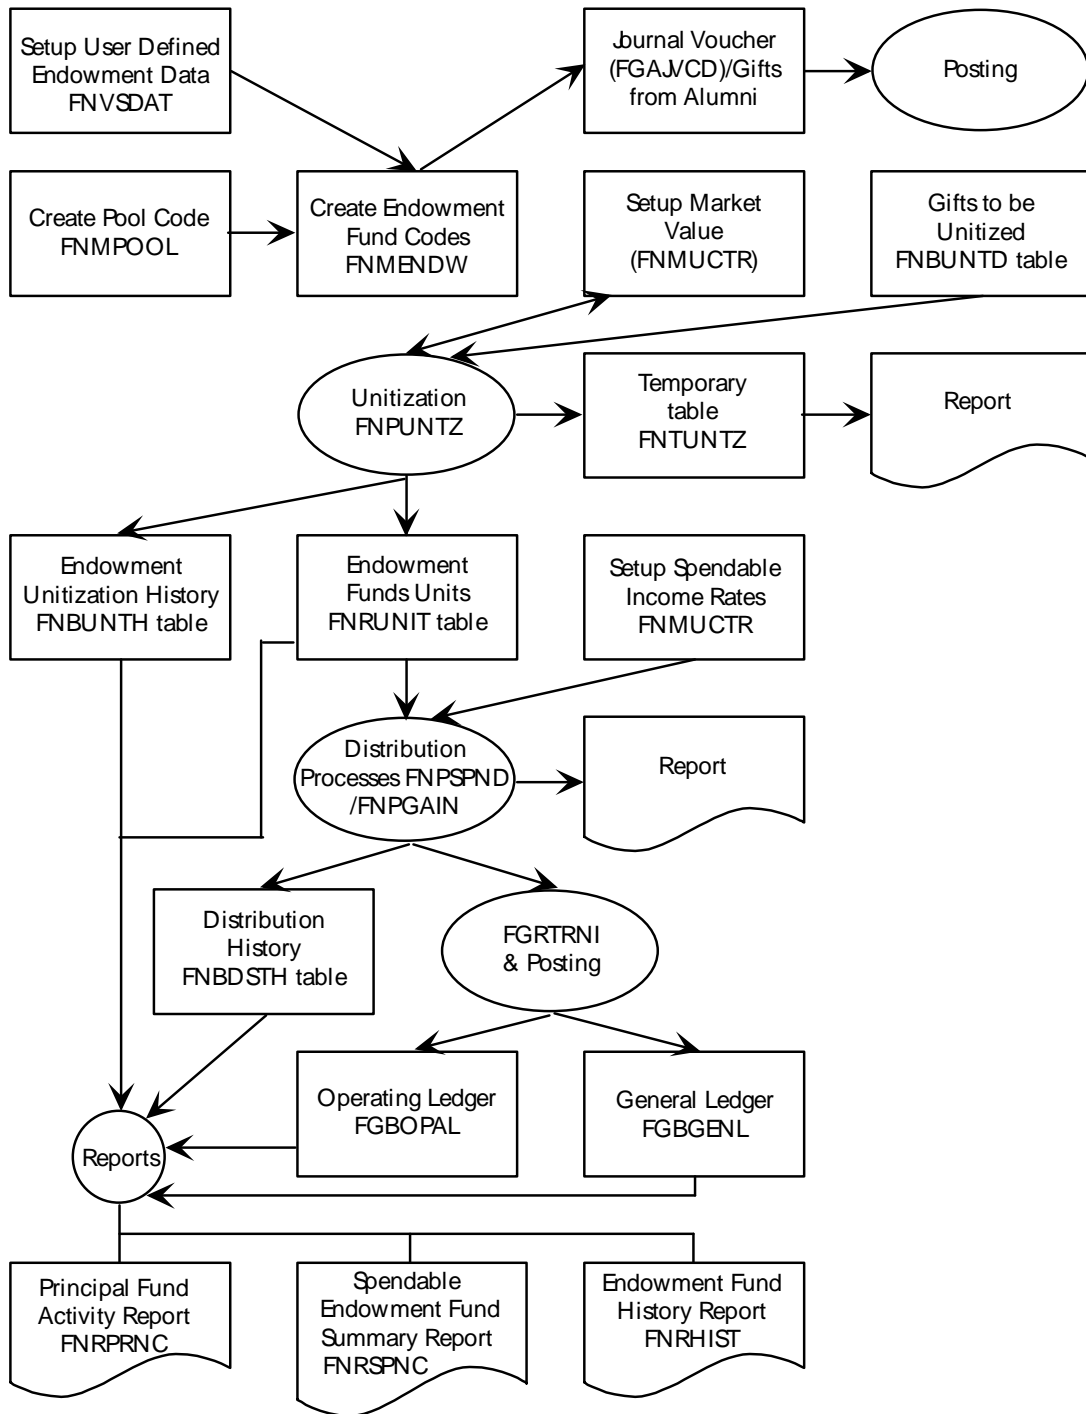 Setup User Defined
Endowment Data
FNVSDAT
Journal Voucher
(FGAJVCD)/Gifts
from Alumni
Posting
Create Pool Code
FNMPOOL
Create Endowment
Fund Codes
FNMENDW
Setup Market
Value
(FNMUCTR)
Gifts to be
Unitized
FNBUNTD table
Unitization
FNPUNTZ
Temporary
table
FNTUNTZ
Report
Endowment
Unitization History
FNBUNTH table
Endowment
Funds Units
FNRUNIT table
Setup Spendable
Income Rates
FNMUCTR
Distribution
Processes FNPSPND
/FNPGAIN
Report
Distribution
History
FNBDSTH table
FGRTRNI
& Posting
Operating Ledger
FGBOPAL
General Ledger
FGBGENL
Reports
Principal Fund
Activity Report
FNRPRNC
Spendable
Endowment Fund
Summary Report
FNRSPNC
Endowment Fund
History Report
FNRHIST